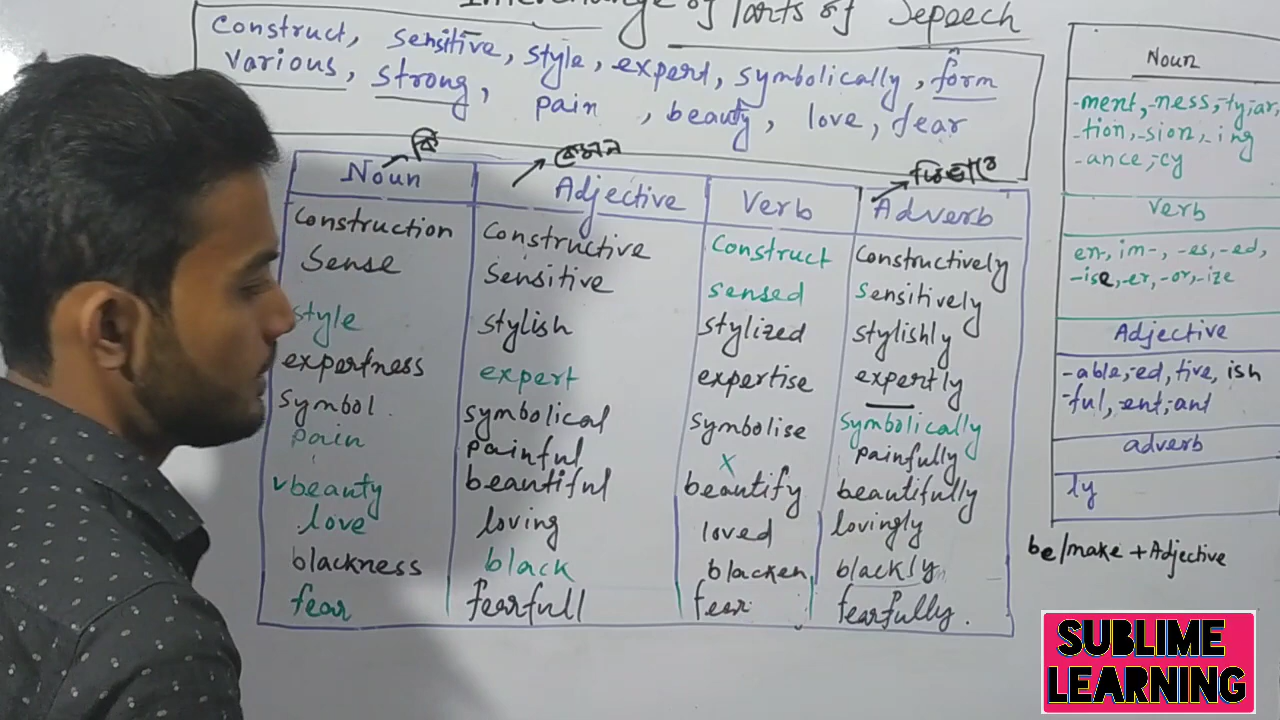 Interchange of Parts of Sepeech
Construct, sensitive, style, expert, symbolically, form
various, strong, pain, beauty, love, fear
কি
কেমন
কিভাবে
Noun Adjective Verb Adverb
Construction Constructive Construct Constructively
Sense Sensitive sensed Sensitively
style stylish stylized stylishly
expertness expert expertise expertly
Symbol. symbolical symbolise symbolically
pain painful x painfully
✓beauty beautiful beautify beautifully
love loving loved lovingly
blackness black blacken blackly
fear fearfull fear fearfully.
Noun
-ment, -ness, -ty, ar,
-tion, -sion, -ing
-ance, -cy
Verb
en-, im-, -es, -ed,
-ise, -er, -or, -ize
Adjective
-able, -ed, tive, ish
-ful, -ent, -ant
adverb
ly
be/make + Adjective
SUBLIME
LEARNING